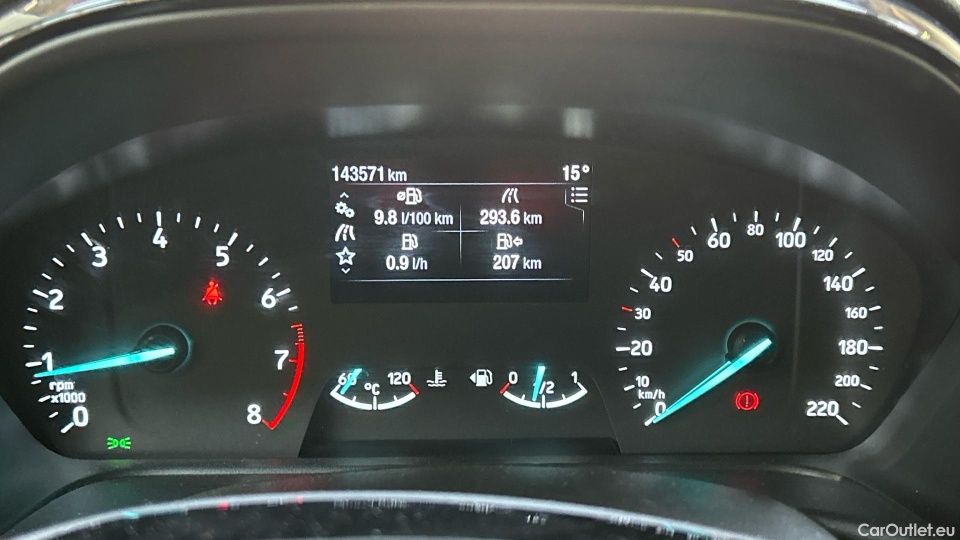 143571 km 15°
9.8 l/100 km 293.6 km
0.9 l/h 207 km
0 1 2 3 4 5 6 7 8
rpm
x1000
60 °C 120
0 1/2 1
0 10 20 30 40 50 60 80 100 120 140 160 180 200 220
km/h
CarOutlet.eu